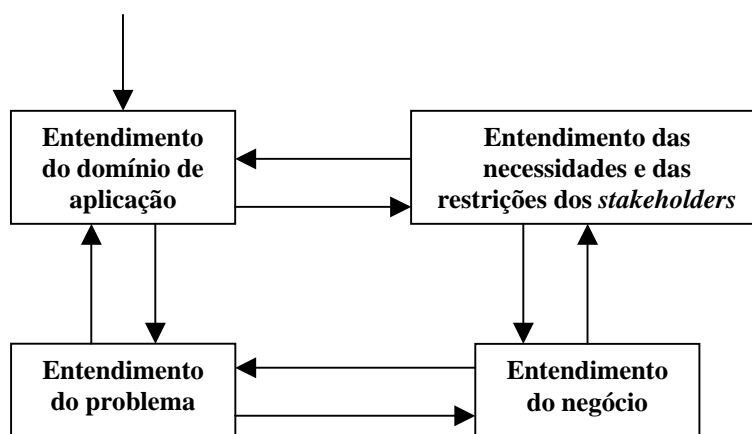 Entendimento
do domínio de
aplicação
Entendimento das
necessidades e das
restrições dos stakeholders
Entendimento
do problema
Entendimento
do negócio